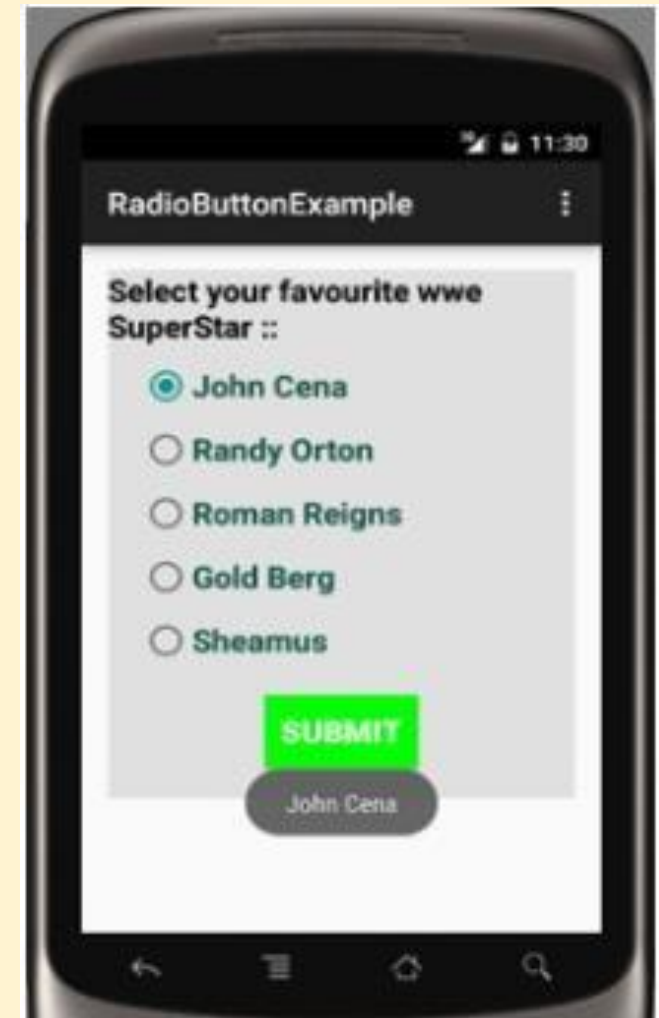 3G 11:30
RadioButtonExample
Select your favourite wwe
SuperStar ::
John Cena
Randy Orton
Roman Reigns
Gold Berg
Sheamus
SUBMIT
John Cena